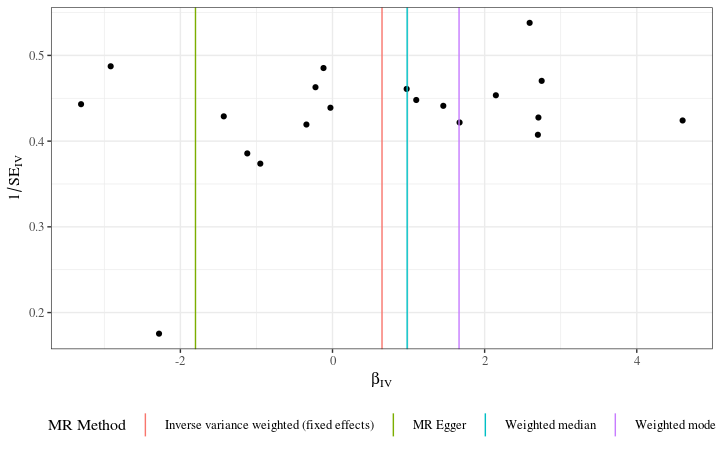 0.5
0.4
0.3
0.2
1/SE_IV
-2 0 2 4
β_IV
MR Method Inverse variance weighted (fixed effects) MR Egger Weighted median Weighted mode